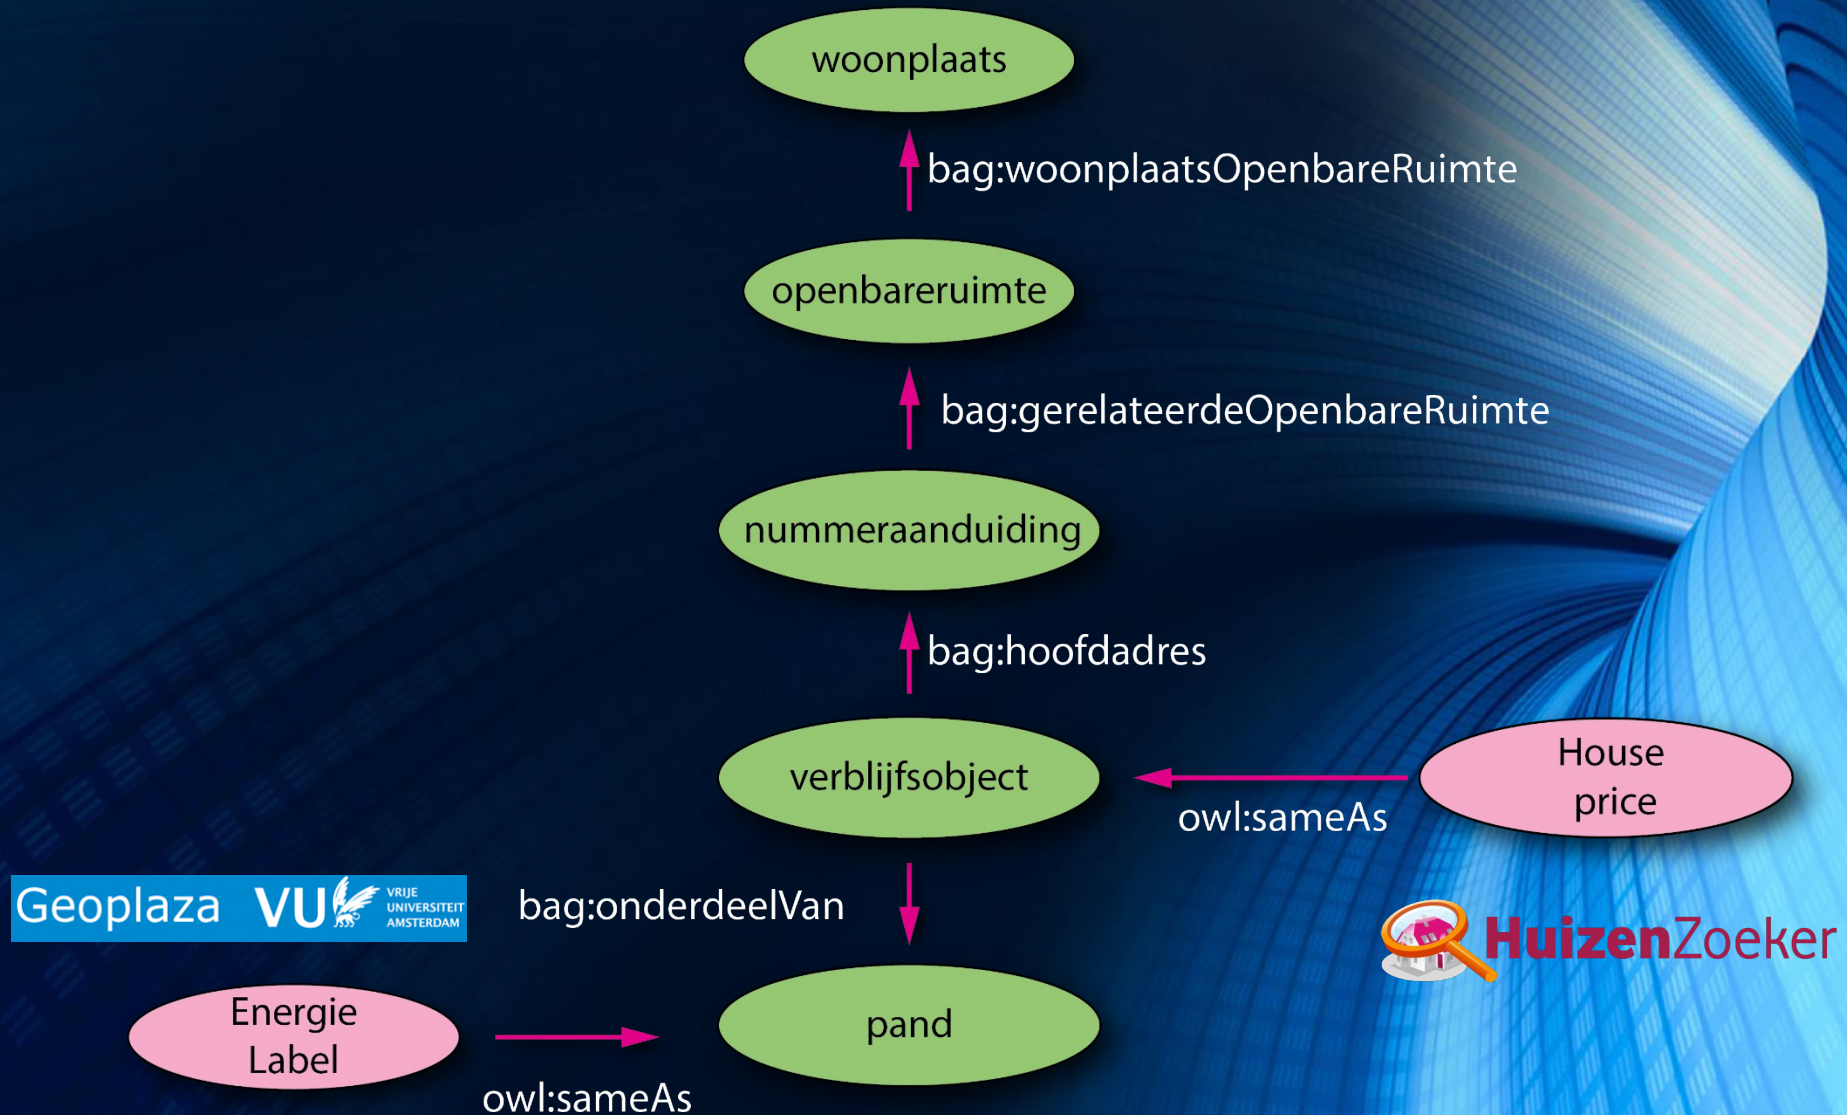 woonplaats
bag:woonplaatsOpenbareRuimte
openbareruimte
bag:gerelateerdeOpenbareRuimte
nummeraanduiding
bag:hoofdadres
verblijfsobject
House
price
owl:sameAs
Geoplaza VU VRIJE
UNIVERSITEIT
AMSTERDAM
bag:onderdeelVan
HuizenZoeker
Energie
Label
pand
owl:sameAs